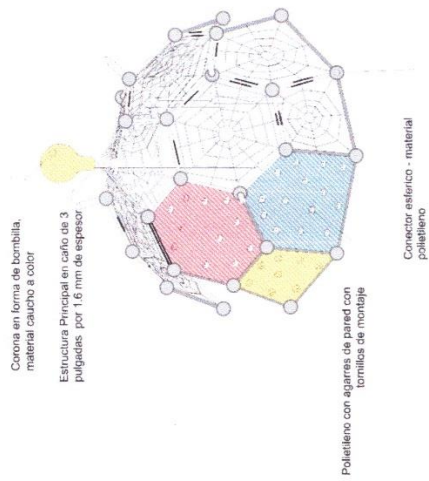 Corona en forma de bombilla,
material caucho a color
Estructura Principal en caño de 3
pulgadas por 1.6 mm de espesor
Polietileno con agarres de pared con
tornillos de montaje
Conector esferico - material
polietileno